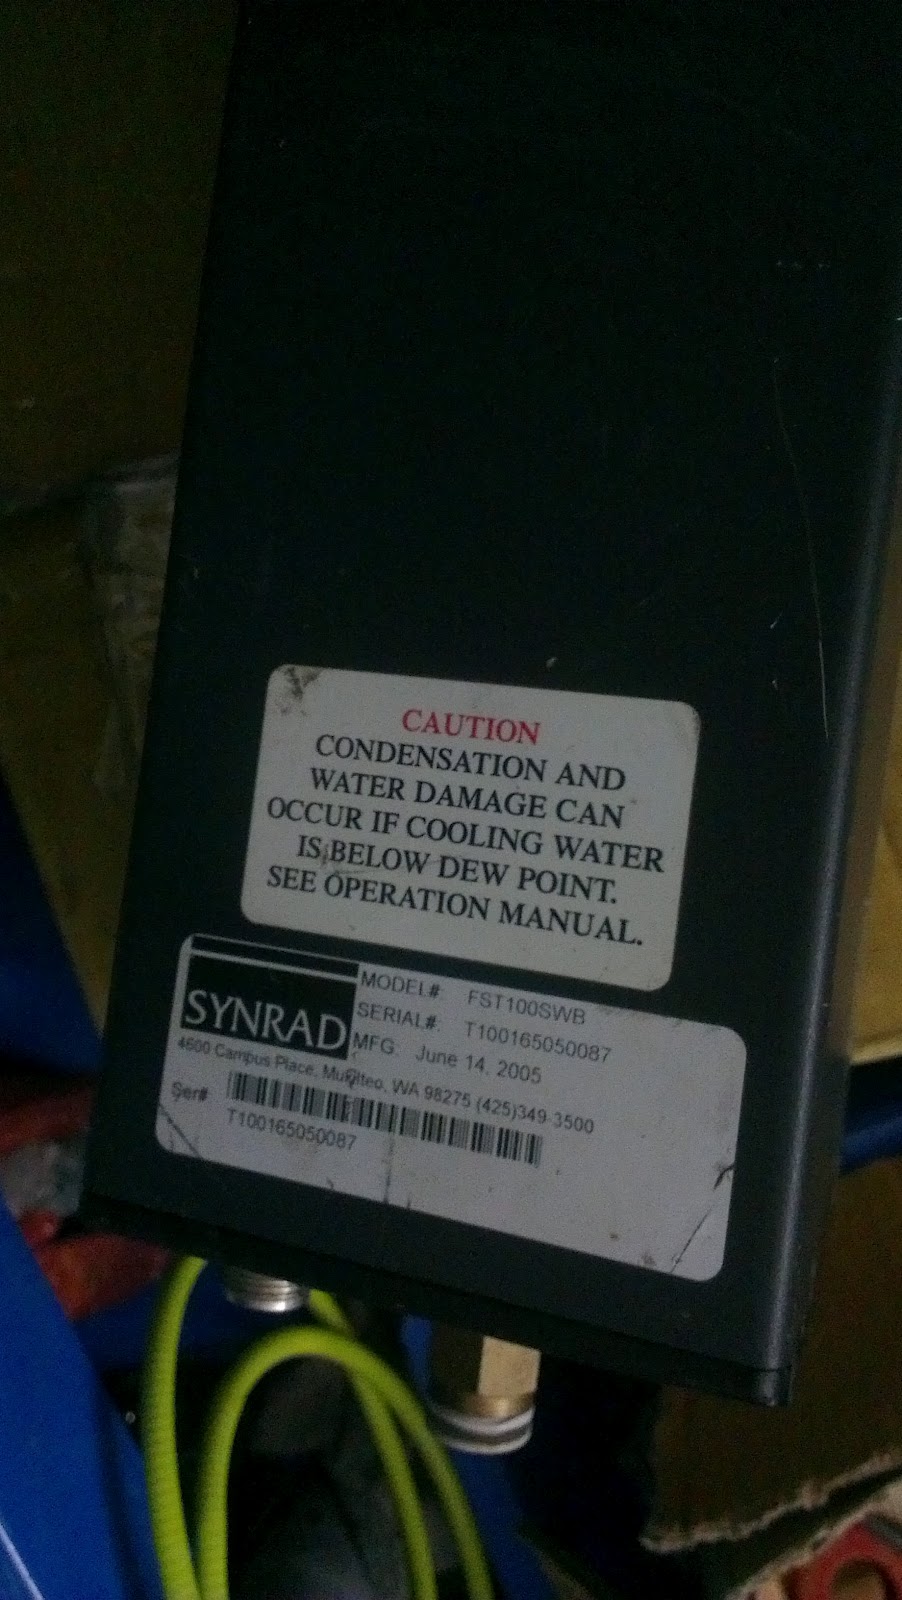 CAUTION
CONDENSATION AND
WATER DAMAGE CAN
OCCUR IF COOLING WATER
IS BELOW DEW POINT.
SEE OPERATION MANUAL.
SYNRAD
MODEL#: FST100SWB
SERIAL#: T100165050087
MFG: June 14, 2005
4600 Campus Place, Mukilteo, WA 98275 (425)349-3500
Ser#
T100165050087